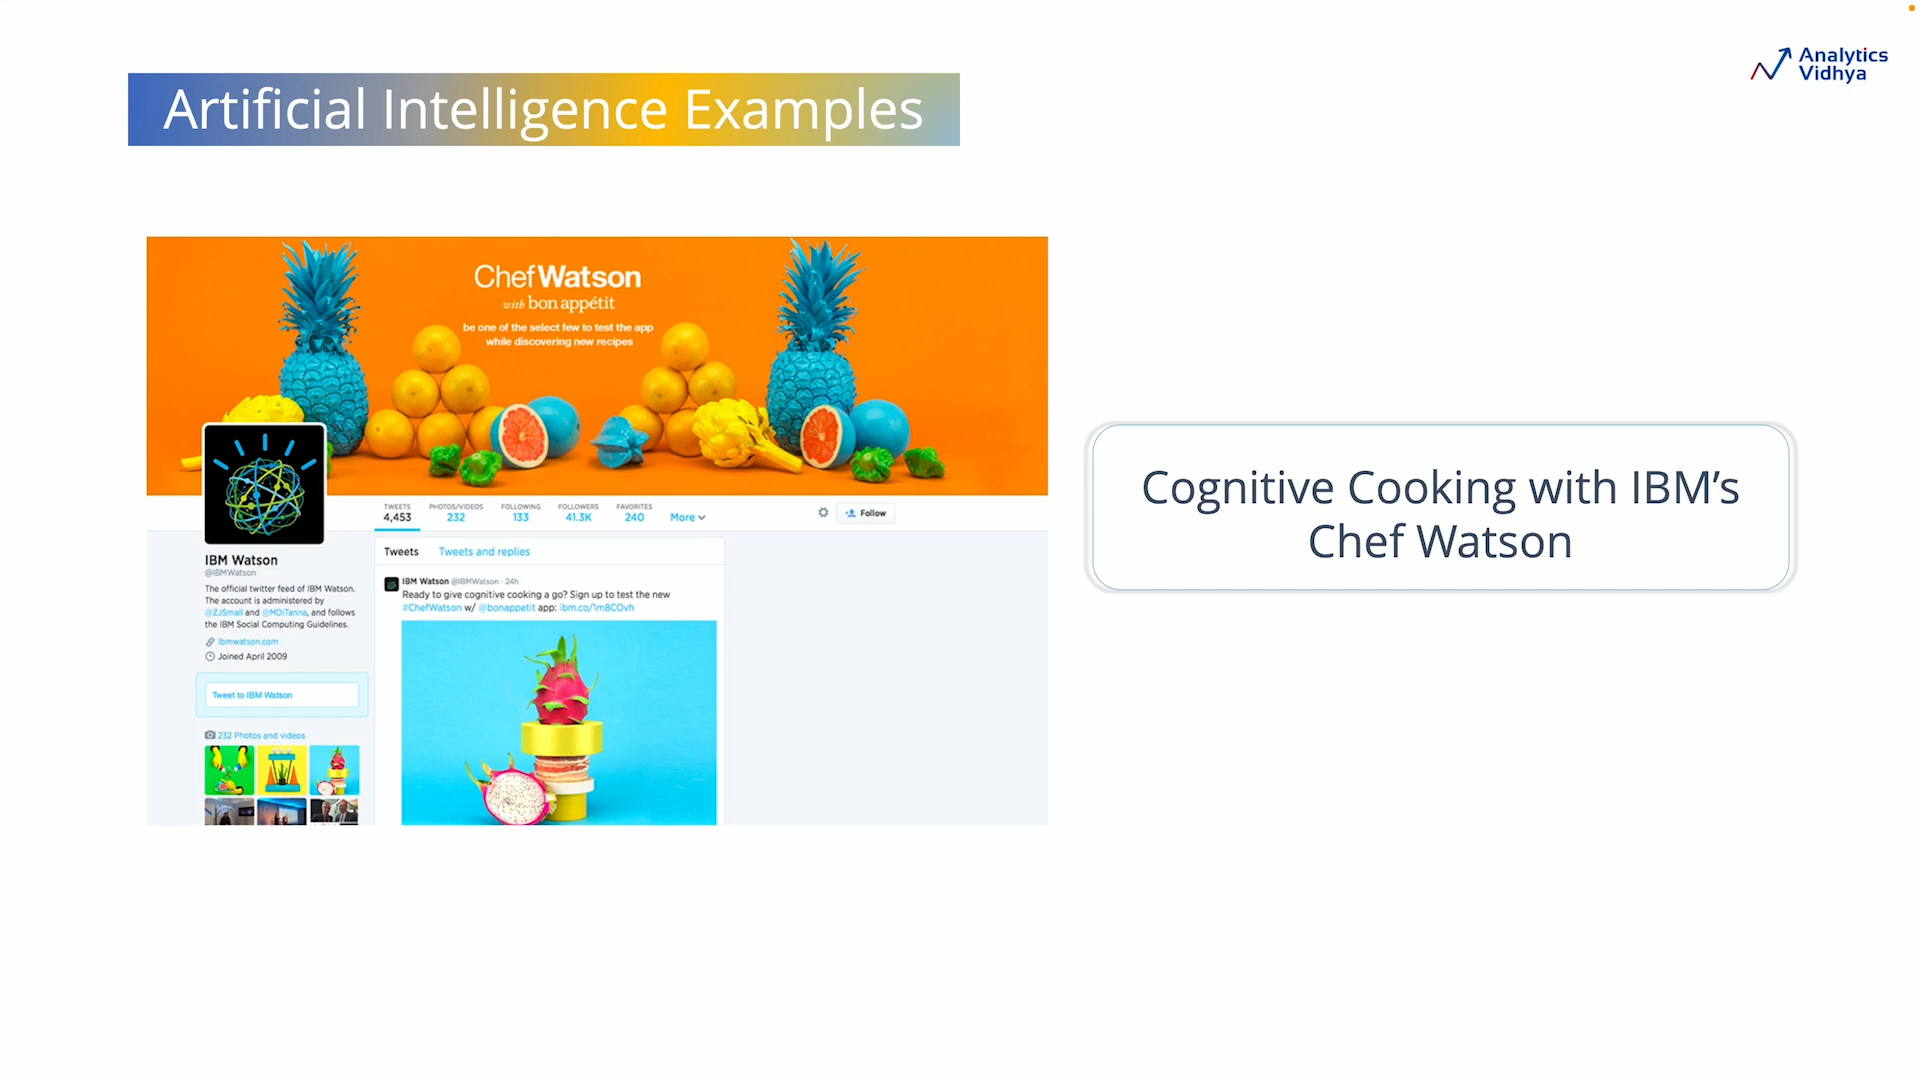 Analytics
Vidhya
Artificial Intelligence Examples
ChefWatson
with bon appétit
be one of the select few to test the app
while discovering new recipes
TWEETS
4,453
PHOTOS/VIDEOS
232
FOLLOWING
133
FOLLOWERS
41.3K
FAVORITES
240
More
Follow
IBM Watson
@IBMWatson
The official twitter feed of IBM Watson.
The account is administered by
@ZJSmall and @MDiTanna, and follows
the IBM Social Computing Guidelines.
ibmwatson.com
Joined April 2009
Tweet to IBM Watson
232 Photos and videos
Tweets Tweets and replies
IBM Watson @IBMWatson · 24h
Ready to give cognitive cooking a go? Sign up to test the new
#ChefWatson w/ @bonappetit app: ibm.co/1m8COvh
Cognitive Cooking with IBM’s
Chef Watson